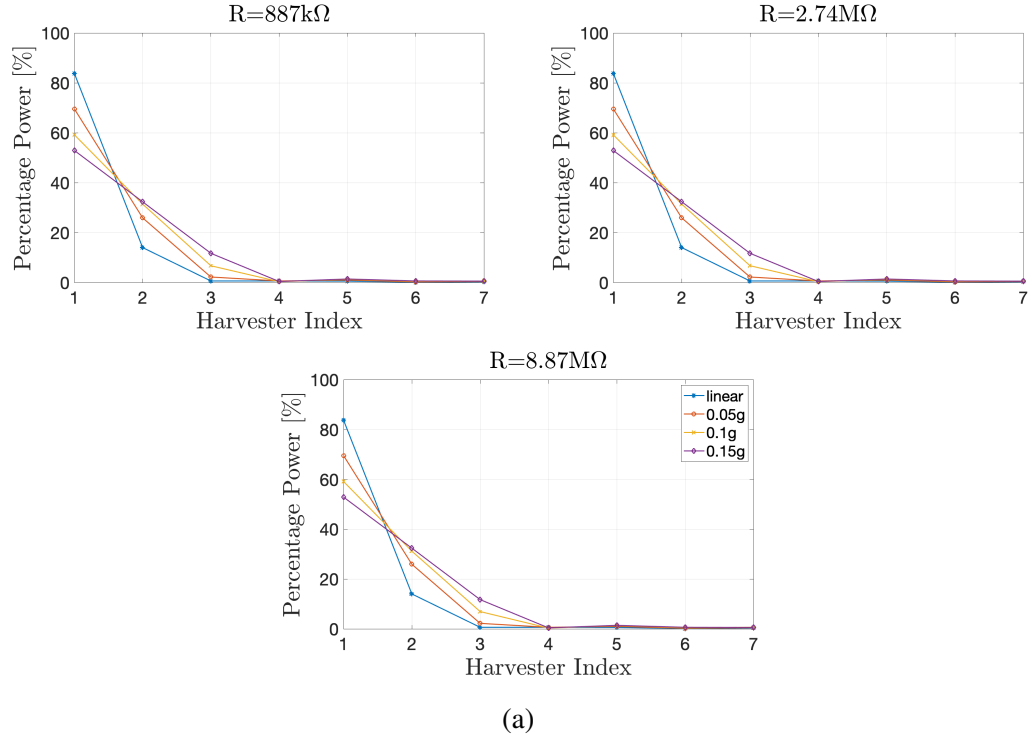 R=887kΩ
Percentage Power [%]
100
80
60
40
20
0
1 2 3 4 5 6 7
Harvester Index
R=2.74MΩ
Percentage Power [%]
100
80
60
40
20
0
1 2 3 4 5 6 7
Harvester Index
R=8.87MΩ
Percentage Power [%]
100
80
60
40
20
0
1 2 3 4 5 6 7
Harvester Index
linear
0.05g
0.1g
0.15g
(a)